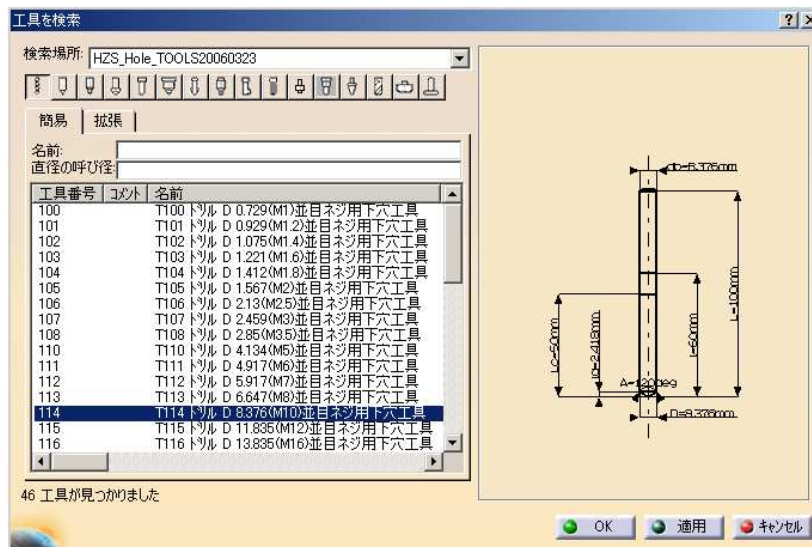 工具を検索
検索場所: HZS_Hole_TOOLS20060323
簡易 拡張
名前:
直径の呼び径:
工具番号 コメント 名前
100 T100 ドリル D 0.729(M1)並目ネジ用下穴工具
101 T101 ドリル D 0.929(M1.2)並目ネジ用下穴工具
102 T102 ドリル D 1.075(M1.4)並目ネジ用下穴工具
103 T103 ドリル D 1.221(M1.6)並目ネジ用下穴工具
104 T104 ドリル D 1.412(M1.8)並目ネジ用下穴工具
105 T105 ドリル D 1.567(M2)並目ネジ用下穴工具
106 T106 ドリル D 2.13(M2.5)並目ネジ用下穴工具
107 T107 ドリル D 2.459(M3)並目ネジ用下穴工具
108 T108 ドリル D 2.85(M3.5)並目ネジ用下穴工具
110 T110 ドリル D 4.134(M5)並目ネジ用下穴工具
111 T111 ドリル D 4.917(M6)並目ネジ用下穴工具
112 T112 ドリル D 5.917(M7)並目ネジ用下穴工具
113 T113 ドリル D 6.647(M8)並目ネジ用下穴工具
114 T114 ドリル D 8.376(M10)並目ネジ用下穴工具
115 T115 ドリル D 11.835(M12)並目ネジ用下穴工具
116 T116 ドリル D 13.835(M16)並目ネジ用下穴工具
46 工具が見つかりました
db=8.376mm
L=100mm
l=60mm
Lc=50mm
ld=2.418mm
A=120deg
D=8.376mm
OK 適用 キャンセル